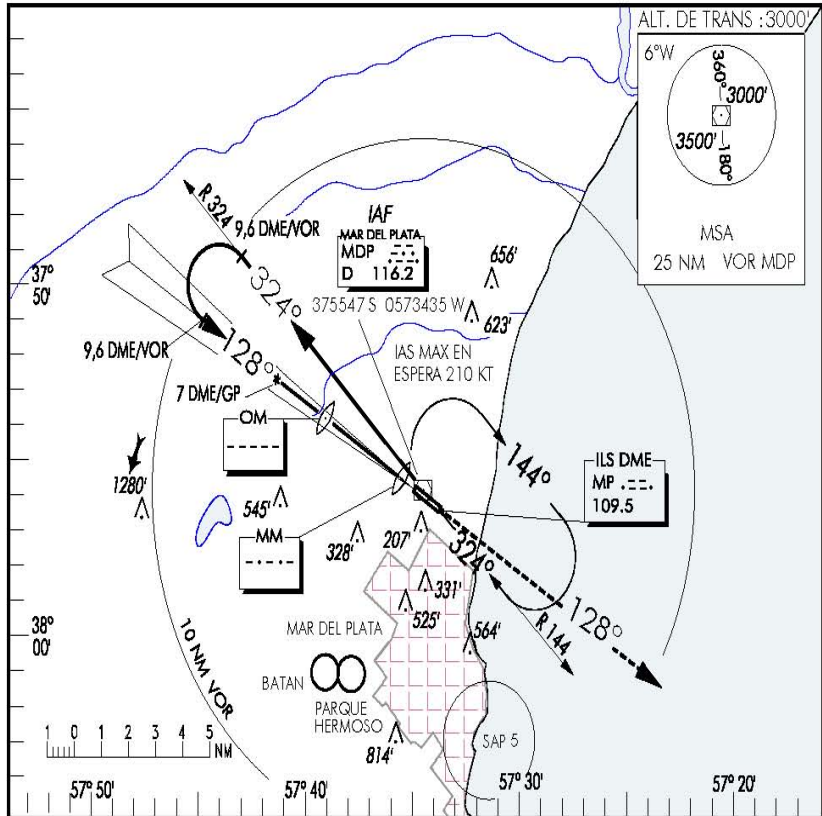 ALT. DE TRANS :3000'
6°W
360°
3000'
3500'
180°
MSA
25 NM VOR MDP
R 324
9,6 DME/VOR
IAF
MAR DEL PLATA
MDP
D 116.2
375547 S 0573435 W
324°
656'
623'
37°
50'
128°
9,6 DME/VOR
IAS MAX EN
ESPERA 210 KT
7 DME/GP
OM
144°
ILS DME
MP
109.5
1280'
545'
MM
328'
207'
324°
331'
525'
128°
R 144
564'
38°
00'
MAR DEL PLATA
10 NM VOR
BATAN
PARQUE
HERMOSO
SAP 5
814'
1 0 1 2 3 4 5
NM
57° 50' 57° 40' 57° 30' 57° 20'